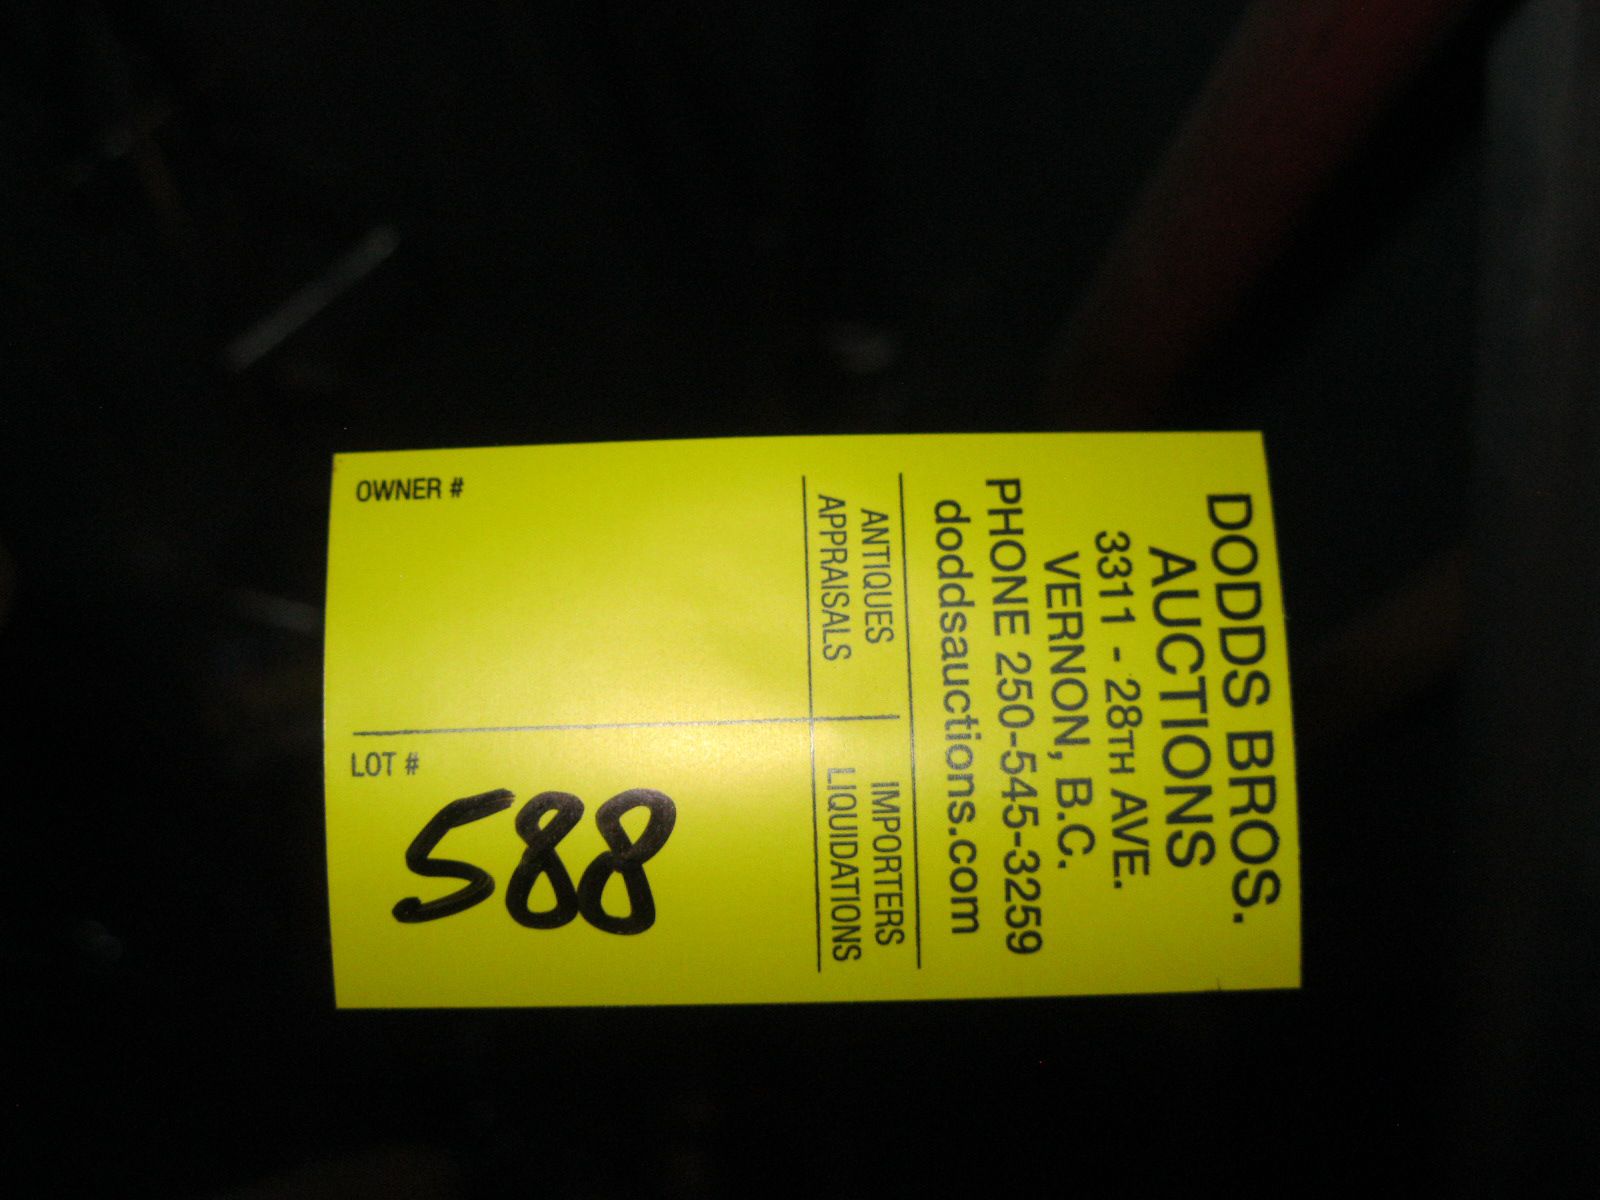 DODDS BROS.
AUCTIONS
3311 - 28TH AVE.
VERNON, B.C.
PHONE 250-545-3259
doddsauctions.com
ANTIQUES
APPRAISALS
IMPORTERS
LIQUIDATIONS
OWNER #
LOT #
588